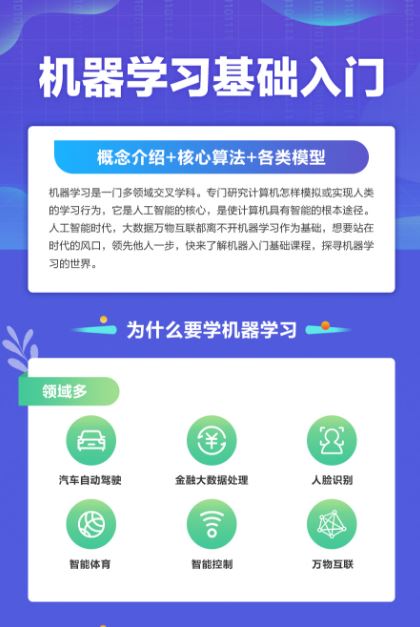 机器学习基础入门
概念介绍+核心算法+各类模型
机器学习是一门多领域交叉学科。专门研究计算机怎样模拟或实现人类
的学习行为，它是人工智能的核心，是使计算机具有智能的根本途径。
人工智能时代，大数据万物互联都离不开机器学习作为基础，想要站在
时代的风口，领先他人一步，快来了解机器入门基础课程，探寻机器学
习的世界。
为什么要学机器学习
领域多
汽车自动驾驶 金融大数据处理 人脸识别
智能体育 智能控制 万物互联